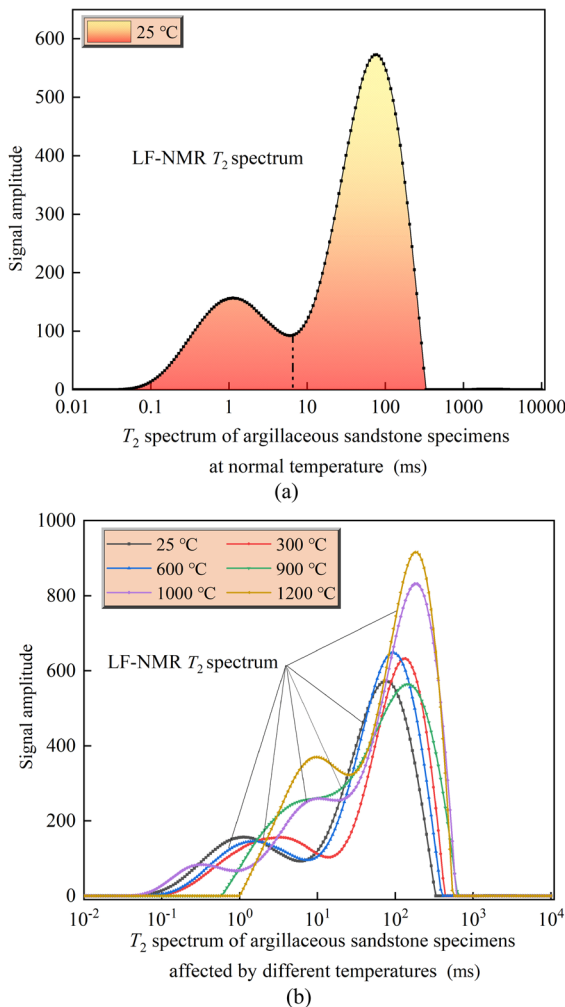 25 ℃
600
500
400
300
200
100
0
Signal amplitude
LF-NMR T₂ spectrum
0.01 0.1 1 10 100 1000 10000
T₂ spectrum of argillaceous sandstone specimens
at normal temperature (ms)
(a)
1000
800
600
400
200
0
Signal amplitude
25 ℃ 300 ℃
600 ℃ 900 ℃
1000 ℃ 1200 ℃
LF-NMR T₂ spectrum
10⁻² 10⁻¹ 10⁰ 10¹ 10² 10³ 10⁴
T₂ spectrum of argillaceous sandstone specimens
affected by different temperatures (ms)
(b)